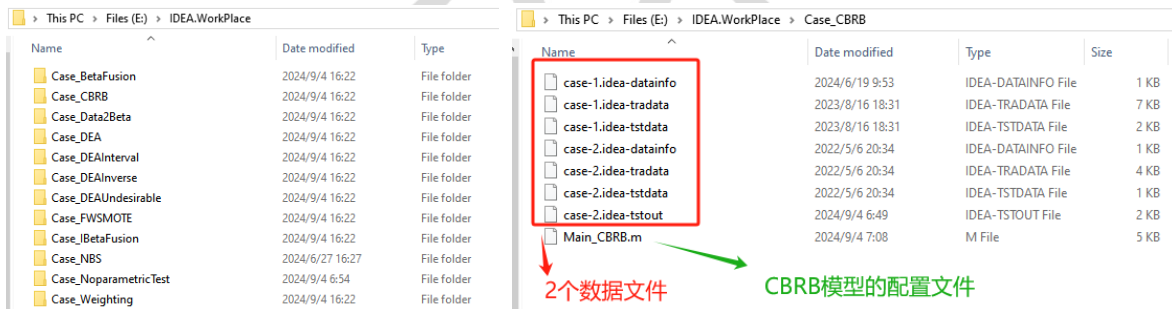 This PC > Files (E:) > IDEA.WorkPlace
Name Date modified Type
Case_BetaFusion 2024/9/4 16:22 File folder
Case_CBRB 2024/9/4 16:22 File folder
Case_Data2Beta 2024/9/4 16:22 File folder
Case_DEA 2024/9/4 16:22 File folder
Case_DEAInterval 2024/9/4 16:22 File folder
Case_DEAInverse 2024/9/4 16:22 File folder
Case_DEAUndesirable 2024/9/4 16:22 File folder
Case_FWSMOTE 2024/9/4 16:22 File folder
Case_IBetaFusion 2024/9/4 16:22 File folder
Case_NBS 2024/6/27 16:27 File folder
Case_NoparametricTest 2024/9/4 6:54 File folder
Case_Weighting 2024/9/4 16:22 File folder
This PC > Files (E:) > IDEA.WorkPlace > Case_CBRB
Name Date modified Type Size
case-1.idea-datainfo 2024/6/19 9:53 IDEA-DATAINFO File 1 KB
case-1.idea-tradata 2023/8/16 18:31 IDEA-TRADATA File 7 KB
case-1.idea-tstdata 2023/8/16 18:31 IDEA-TSTDATA File 2 KB
case-2.idea-datainfo 2022/5/6 20:34 IDEA-DATAINFO File 1 KB
case-2.idea-tradata 2022/5/6 20:34 IDEA-TRADATA File 4 KB
case-2.idea-tstdata 2022/5/6 20:34 IDEA-TSTDATA File 1 KB
case-2.idea-tstout 2024/9/4 6:49 IDEA-TSTOUT File 2 KB
Main_CBRB.m 2024/9/4 7:08 M File 5 KB
2个数据文件
CBRB模型的配置文件